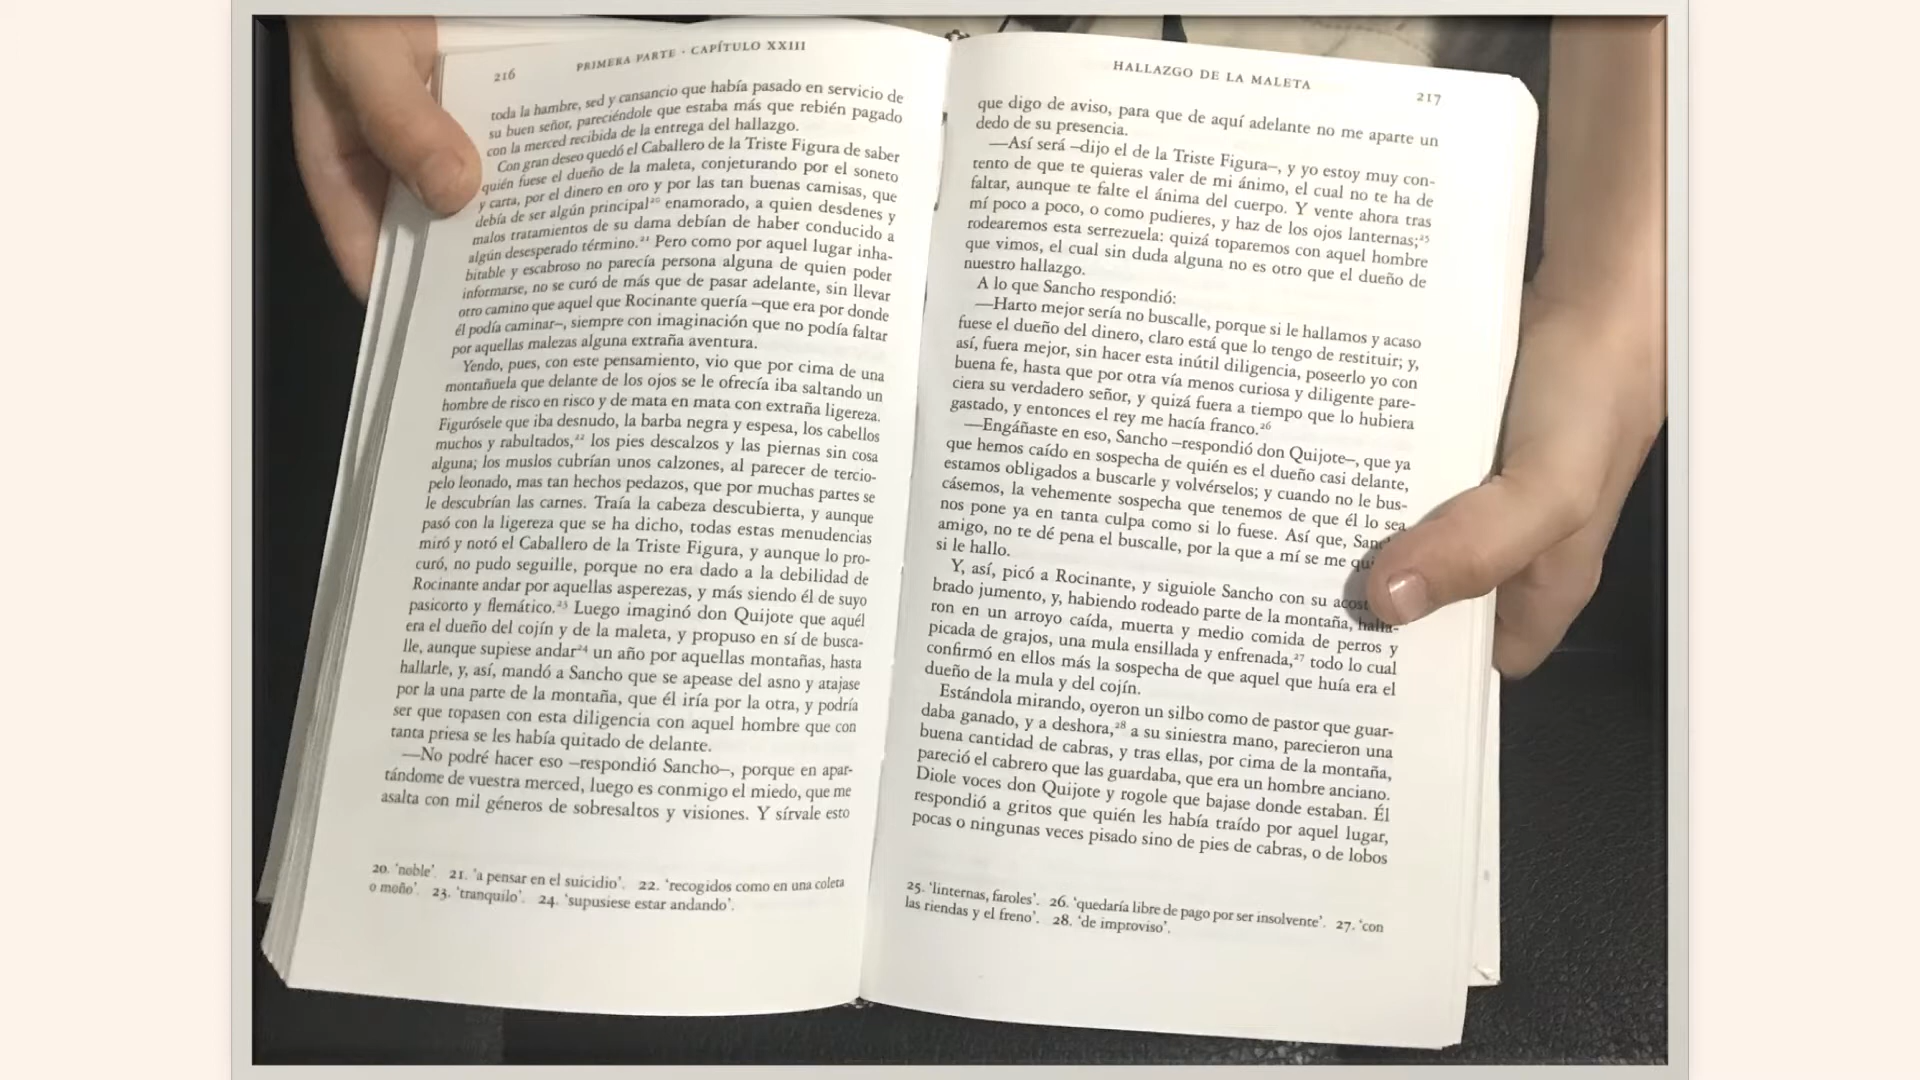 216
PRIMERA PARTE · CAPÍTULO XXIII
toda la hambre, sed y cansancio que había pasado en servicio de
su buen señor, pareciéndole que estaba más que rebién pagado
con la merced recibida de la entrega del hallazgo.
Con gran deseo quedó el Caballero de la Triste Figura de saber
quién fuese el dueño de la maleta, conjeturando por el soneto
y carta, por el dinero en oro y por las tan buenas camisas, que
debía de ser algún principal²⁰ enamorado, a quien desdenes y
malos tratamientos de su dama debían de haber conducido a
algún desesperado término.²¹ Pero como por aquel lugar inha-
bitable y escabroso no parecía persona alguna de quien poder
informarse, no se curó de más que de pasar adelante, sin llevar
otro camino que aquel que Rocinante quería –que era por donde
él podía caminar–, siempre con imaginación que no podía faltar
por aquellas malezas alguna extraña aventura.
Yendo, pues, con este pensamiento, vio que por cima de una
montañuela que delante de los ojos se le ofrecía iba saltando un
hombre de risco en risco y de mata en mata con extraña ligereza.
Figurósele que iba desnudo, la barba negra y espesa, los cabellos
muchos y rabultados,²² los pies descalzos y las piernas sin cosa
alguna; los muslos cubrían unos calzones, al parecer de tercio-
pelo leonado, mas tan hechos pedazos, que por muchas partes se
le descubrían las carnes. Traía la cabeza descubierta, y aunque
pasó con la ligereza que se ha dicho, todas estas menudencias
miró y notó el Caballero de la Triste Figura, y aunque lo pro-
curó, no pudo seguille, porque no era dado a la debilidad de
Rocinante andar por aquellas asperezas, y más siendo él de suyo
pasicorto y flemático.²³ Luego imaginó don Quijote que aquél
era el dueño del cojín y de la maleta, y propuso en sí de busca-
lle, aunque supiese andar²⁴ un año por aquellas montañas, hasta
hallarle, y, así, mandó a Sancho que se apease del asno y atajase
por la una parte de la montaña, que él iría por la otra, y podría
ser que topasen con esta diligencia con aquel hombre que con
tanta priesa se les había quitado de delante.
—No podré hacer eso –respondió Sancho–, porque en apar-
tándome de vuestra merced, luego es conmigo el miedo, que me
asalta con mil géneros de sobresaltos y visiones. Y sírvale esto
20. ‘noble’. 21. ‘a pensar en el suicidio’. 22. ‘recogidos como en una coleta
o moño’. 23. ‘tranquilo’. 24. ‘supusiese estar andando’.
HALLAZGO DE LA MALETA
217
que digo de aviso, para que de aquí adelante no me aparte un
dedo de su presencia.
—Así será –dijo el de la Triste Figura–, y yo estoy muy con-
tento de que te quieras valer de mi ánimo, el cual no te ha de
faltar, aunque te falte el ánima del cuerpo. Y vente ahora tras
mí poco a poco, o como pudieres, y haz de los ojos lanternas;²⁵
rodearemos esta serrezuela: quizá toparemos con aquel hombre
que vimos, el cual sin duda alguna no es otro que el dueño de
nuestro hallazgo.
A lo que Sancho respondió:
—Harto mejor sería no buscalle, porque si le hallamos y acaso
fuese el dueño del dinero, claro está que lo tengo de restituir; y,
así, fuera mejor, sin hacer esta inútil diligencia, poseerlo yo con
buena fe, hasta que por otra vía menos curiosa y diligente pare-
ciera su verdadero señor, y quizá fuera a tiempo que lo hubiera
gastado, y entonces el rey me hacía franco.²⁶
—Engáñaste en eso, Sancho –respondió don Quijote–, que ya
que hemos caído en sospecha de quién es el dueño casi delante,
estamos obligados a buscarle y volvérselos; y cuando no le bus-
cásemos, la vehemente sospecha que tenemos de que él lo sea
nos pone ya en tanta culpa como si lo fuese. Así que,
amigo, no te dé pena el buscalle, por la que a mí se me
si le hallo.
Y, así, picó a Rocinante, y siguiole Sancho con su
brado jumento, y, habiendo rodeado parte de la montaña, halla-
ron en un arroyo caída, muerta y medio comida de perros y
picada de grajos, una mula ensillada y enfrenada,²⁷ todo lo cual
confirmó en ellos más la sospecha de que aquel que huía era el
dueño de la mula y del cojín.
Estándola mirando, oyeron un silbo como de pastor que guar-
daba ganado, y a deshora,²⁸ a su siniestra mano, parecieron una
buena cantidad de cabras, y tras ellas, por cima de la montaña,
pareció el cabrero que las guardaba, que era un hombre anciano.
Diole voces don Quijote y rogole que bajase donde estaban. Él
respondió a gritos que quién les había traído por aquel lugar,
pocas o ningunas veces pisado sino de pies de cabras, o de lobos
25. ‘linternas, faroles’. 26. ‘quedaría libre de pago por ser insolvente’. 27. ‘con
las riendas y el freno’. 28. ‘de improviso’.